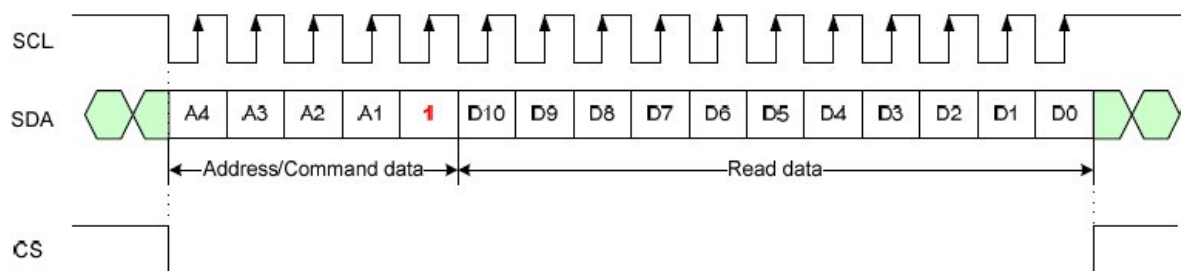 SCL
SDA A4 A3 A2 A1 1 D10 D9 D8 D7 D6 D5 D4 D3 D2 D1 D0
Address/Command data Read data
CS